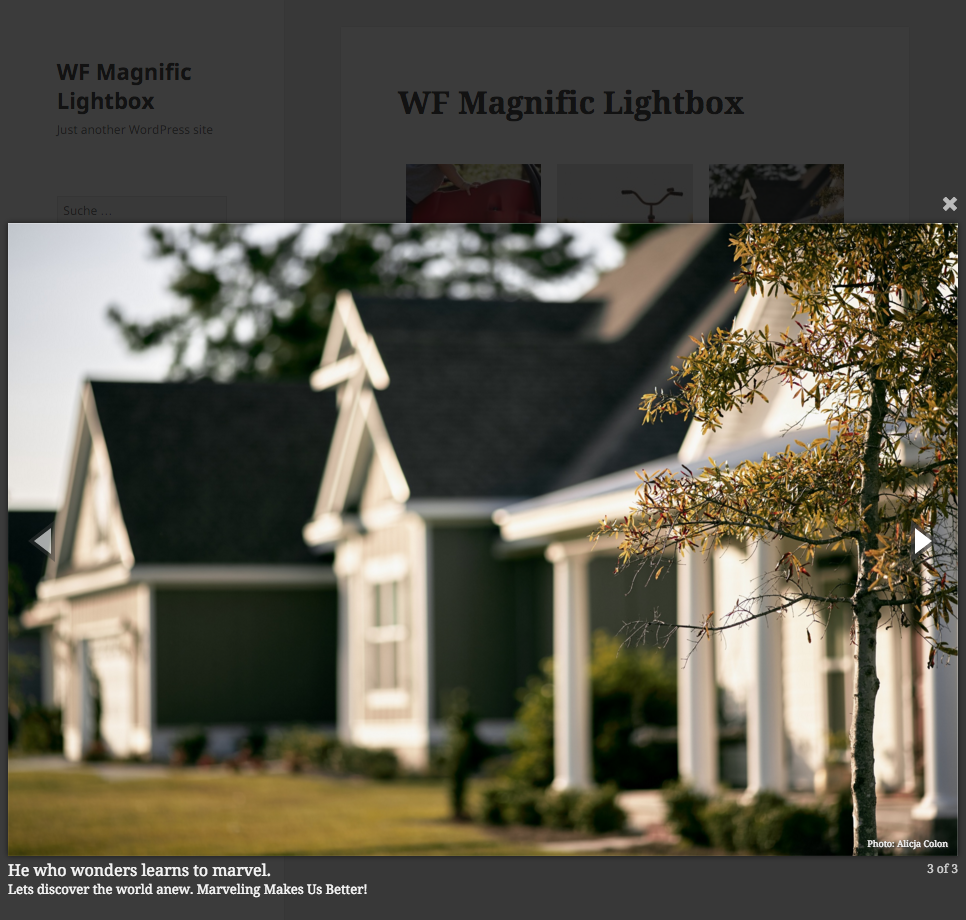 WF Magnific
Lightbox
Just another WordPress site
WF Magnific Lightbox
Suche ...
Photo: Alicja Colon
He who wonders learns to marvel.
3 of 3
Lets discover the world anew. Marveling Makes Us Better!